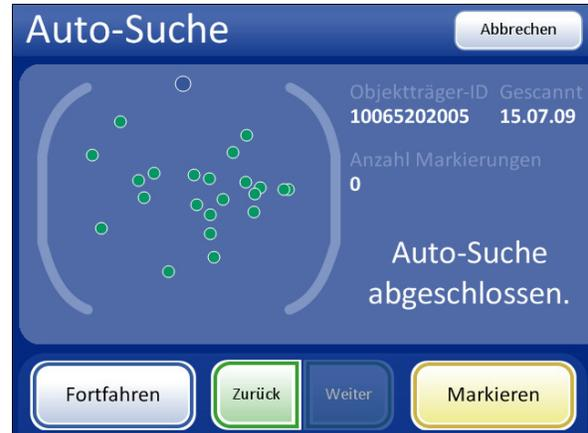 Auto-Suche
Abbrechen
Objektträger-ID Gescannt
10065202005 15.07.09
Anzahl Markierungen
0
Auto-Suche
abgeschlossen.
Fortfahren
Zurück
Weiter
Markieren